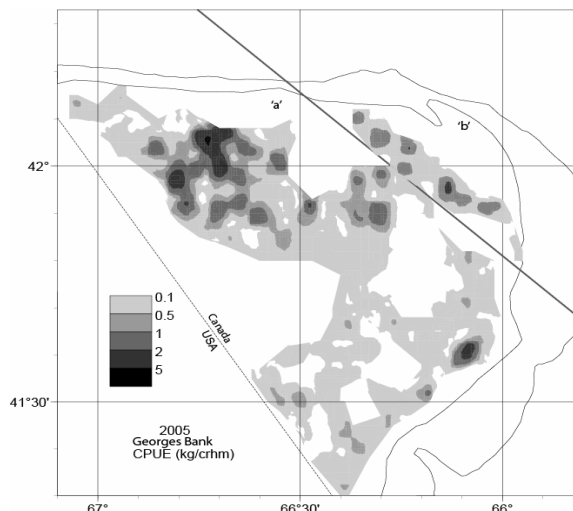 'a'
'b'
42°
0.1
0.5
1
2
5
Canada
USA
41°30'
2005
Georges Bank
CPUE (kg/crhm)
67°
66°30'
66°